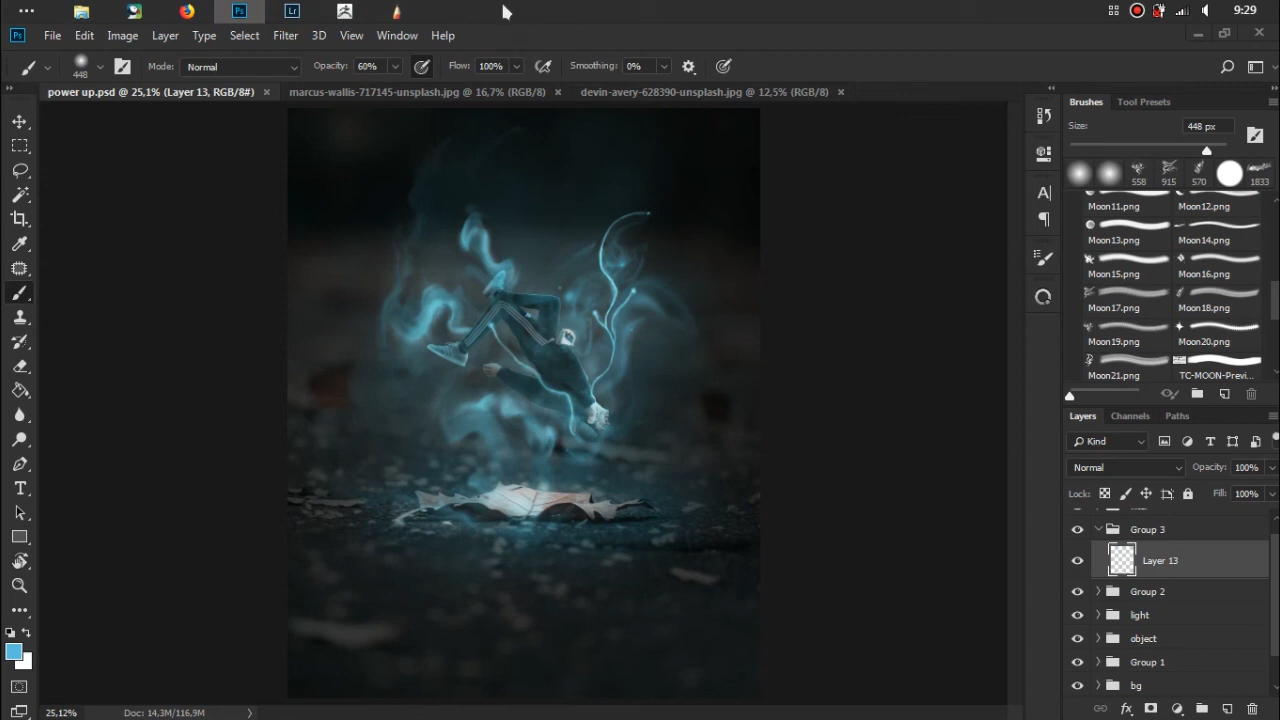 Ps
Lr
9:29
Ps File Edit Image Layer Type Select Filter 3D View Window Help
448 Mode: Normal Opacity: 60% Flow: 100% Smoothing: 0%
power up.psd @ 25,1% (Layer 13, RGB/8#) × marcus-wallis-717145-unsplash.jpg @ 16,7% (RGB/8) × devin-avery-628390-unsplash.jpg @ 12,5% (RGB/8) ×
Brushes Tool Presets
Size: 448 px
558 915 570 1833
Moon11.png Moon12.png
Moon13.png Moon14.png
Moon15.png Moon16.png
Moon17.png Moon18.png
Moon19.png Moon20.png
Moon21.png TC-MOON-Previ...
Layers Channels Paths
Kind
Normal Opacity: 100%
Lock: Fill: 100%
Group 3
Layer 13
Group 2
light
object
Group 1
bg
25,12% Doc: 14,3M/116,9M